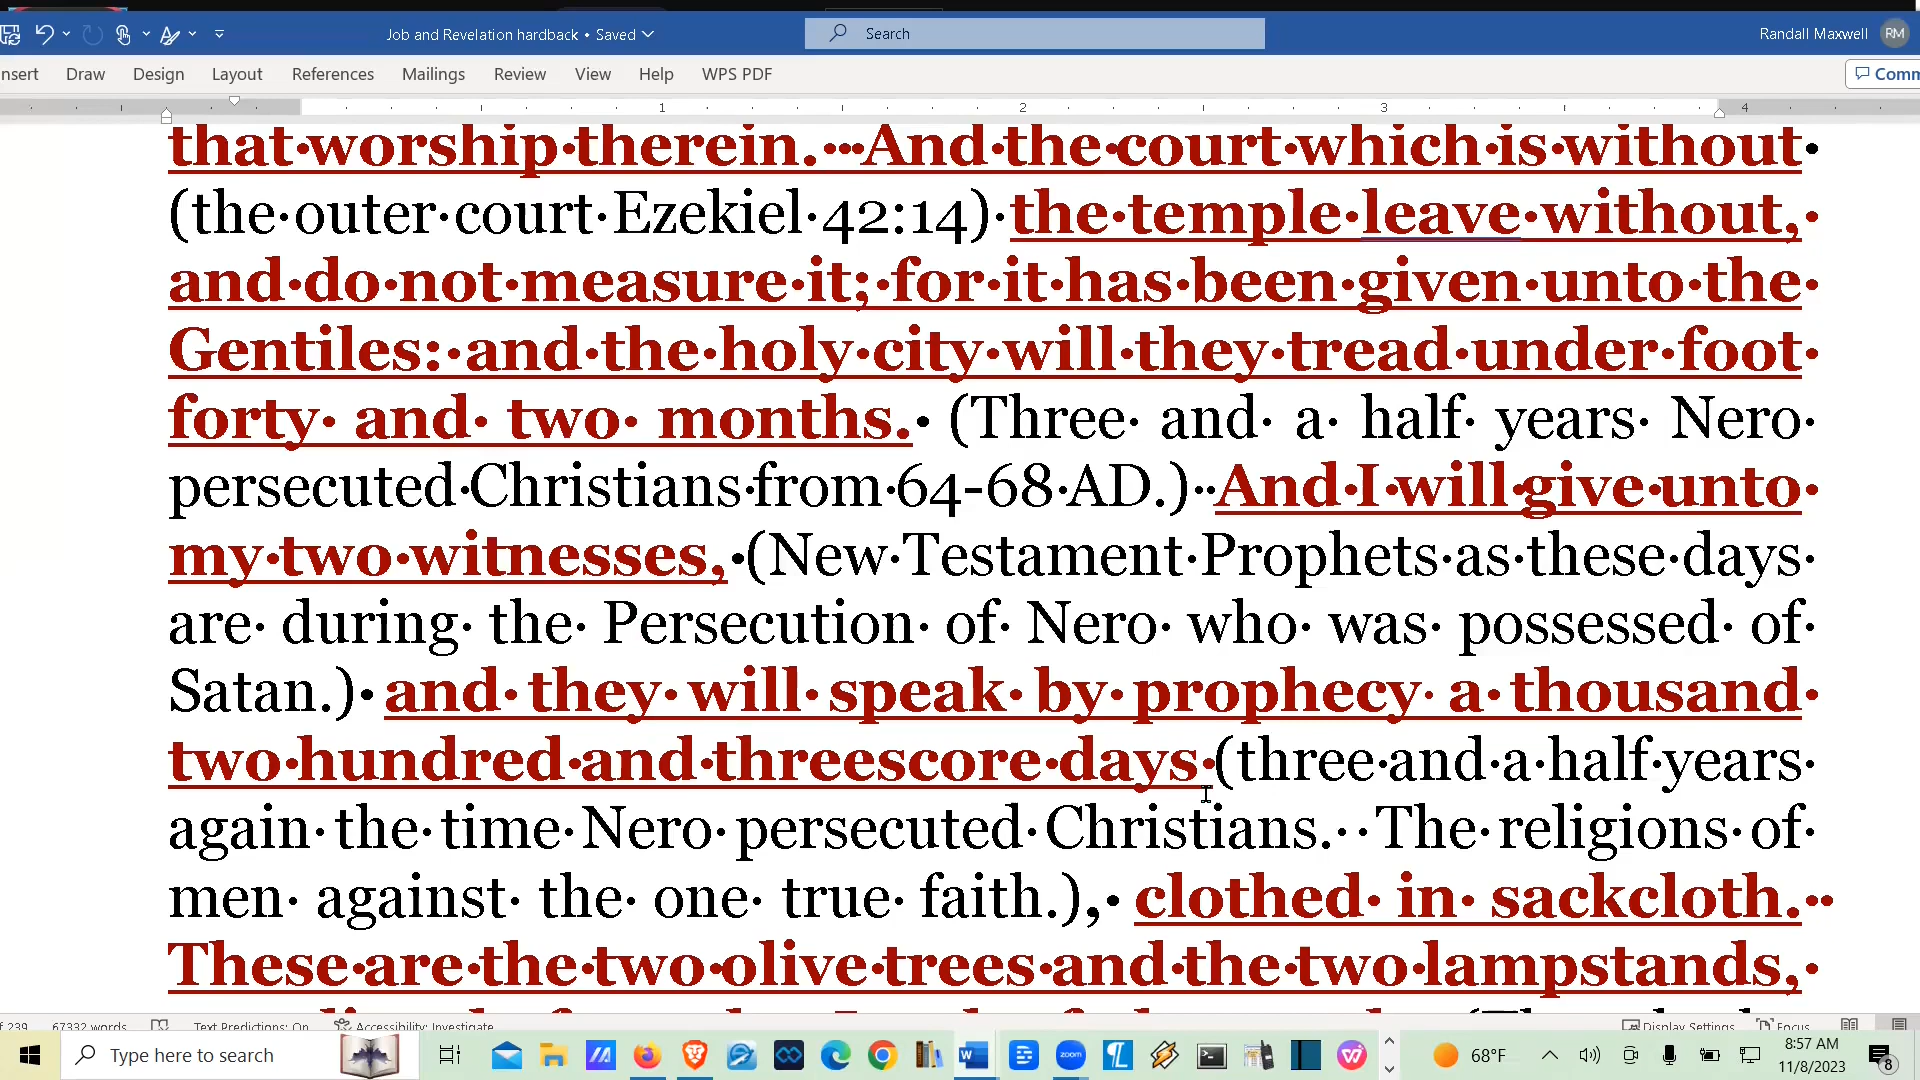 Job and Revelation hardback • Saved
Search
Randall Maxwell RM
nsert Draw Design Layout References Mailings Review View Help WPS PDF Comm
1 2 3 4
that worship therein. And the court which is without
(the outer court Ezekiel 42:14) the temple leave without,
and do not measure it; for it has been given unto the
Gentiles: and the holy city will they tread under foot
forty and two months. (Three and a half years Nero
persecuted Christians from 64-68 AD.) And I will give unto
my two witnesses, (New Testament Prophets as these days
are during the Persecution of Nero who was possessed of
Satan.) and they will speak by prophecy a thousand
two hundred and threescore days (three and a half years
again the time Nero persecuted Christians. The religions of
men against the one true faith.), clothed in sackcloth.
These are the two olive trees and the two lampstands,
f 239 67332 words Text Predictions: On Accessibility: Investigate Display Settings Focus
Type here to search
zoom
68°F
8:57 AM
11/8/2023
8